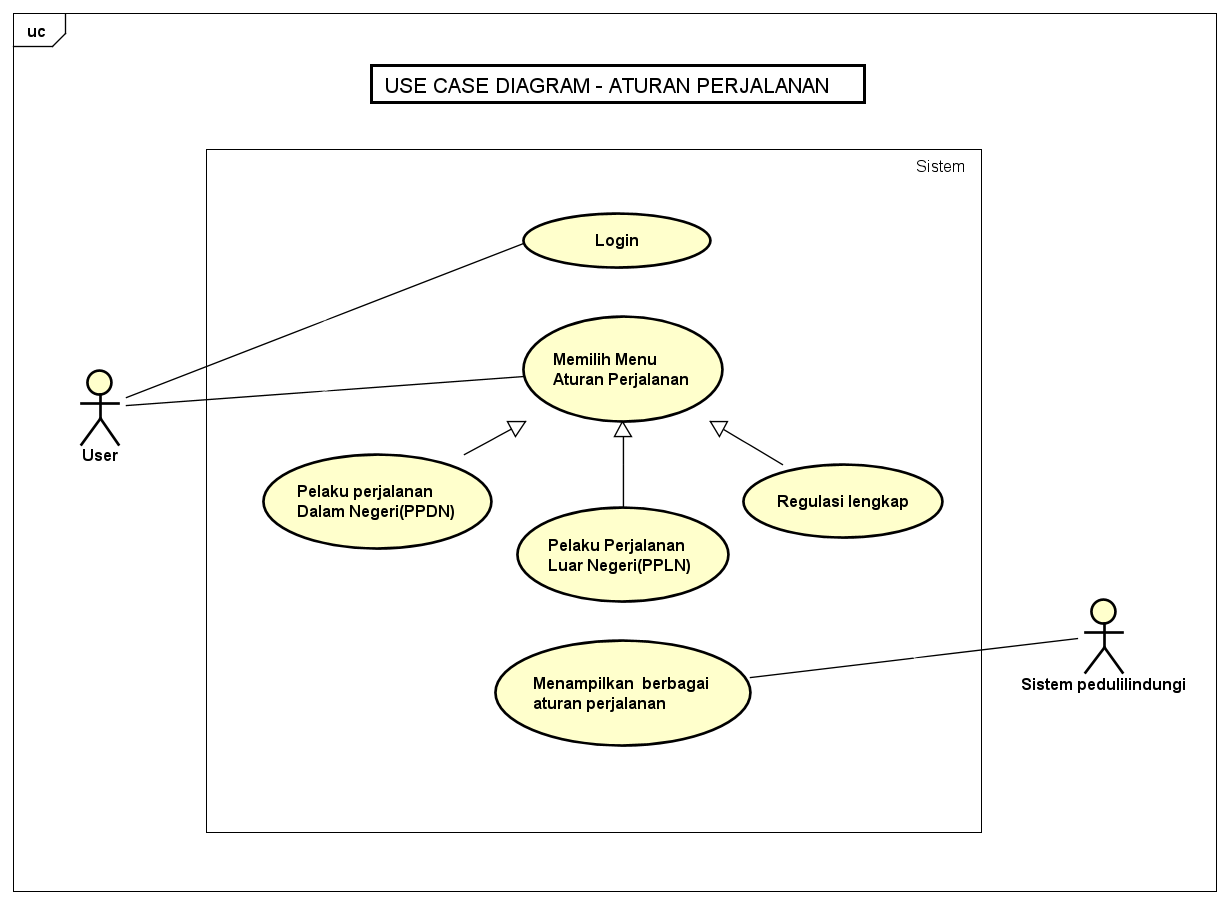 uc
USE CASE DIAGRAM - ATURAN PERJALANAN
Sistem
Login
Memilih Menu
Aturan Perjalanan
User
Pelaku perjalanan
Dalam Negeri(PPDN)
Regulasi lengkap
Pelaku Perjalanan
Luar Negeri(PPLN)
Menampilkan  berbagai
aturan perjalanan
Sistem pedulilindungi